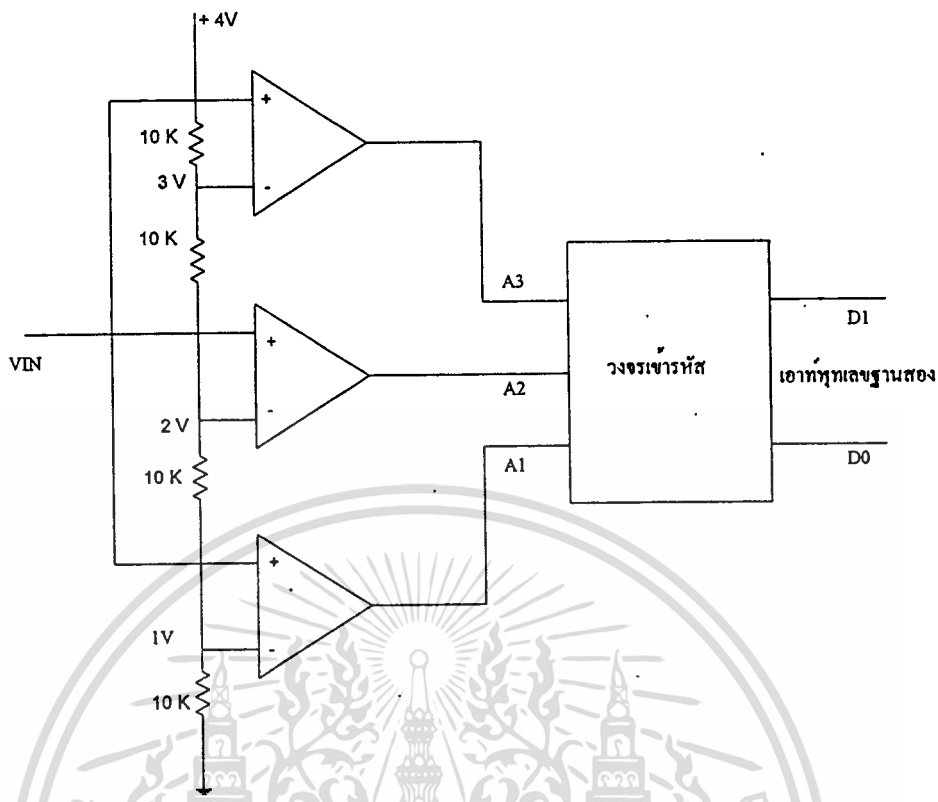 + 4V
+
10 K
3 V
-
10 K
A3
D1
VIN
+
วงจรเข้ารหัส
เอาท์พุทเลขฐานสอง
A2
2 V
-
10 K
A1
D0
+
1V
-
10 K